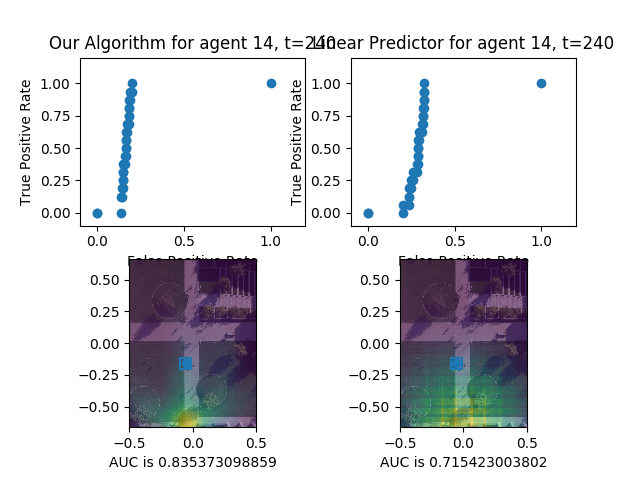 Our Algorithm for agent 14, t=240
Linear Predictor for agent 14, t=240
True Positive Rate
1.00
0.75
0.50
0.25
0.00
0.0 0.5 1.0
False Positive Rate
True Positive Rate
1.00
0.75
0.50
0.25
0.00
0.0 0.5 1.0
False Positive Rate
0.50
0.25
0.00
−0.25
−0.50
−0.5 0.0 0.5
AUC is 0.835373098859
0.50
0.25
0.00
−0.25
−0.50
−0.5 0.0 0.5
AUC is 0.715423003802